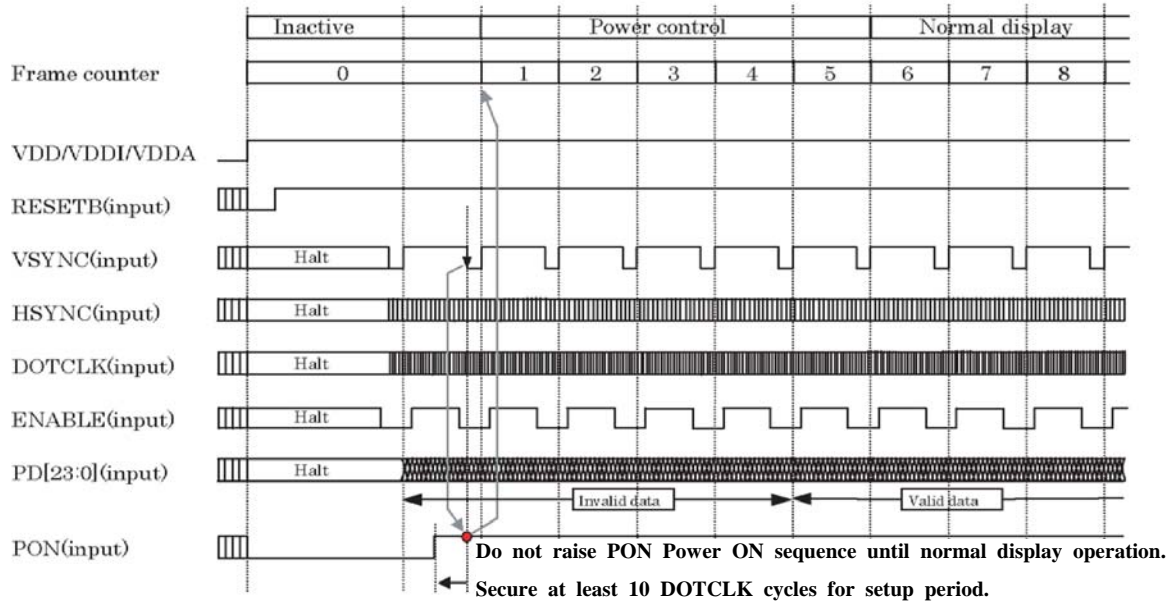 Inactive Power control Normal display
Frame counter 0 1 2 3 4 5 6 7 8
VDD/VDDI/VDDA
RESETB(input)
VSYNC(input) Halt
HSYNC(input) Halt
DOTCLK(input) Halt
ENABLE(input) Halt
PD[23:0](input) Halt
Invalid data Valid data
PON(input)
Do not raise PON Power ON sequence until normal display operation.
Secure at least 10 DOTCLK cycles for setup period.